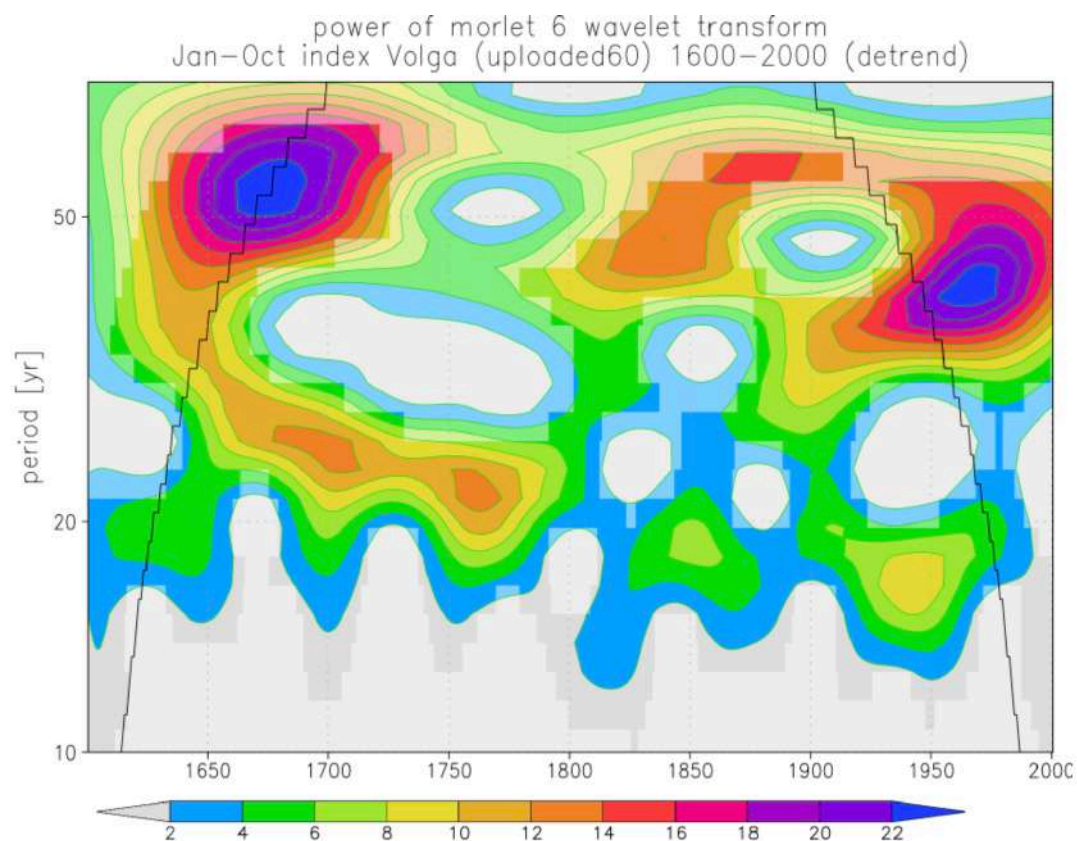 power of morlet 6 wavelet transform
Jan-Oct index Volga (uploaded60) 1600-2000 (detrend)
period [yr]
50
20
10
1650 1700 1750 1800 1850 1900 1950 2000
2 4 6 8 10 12 14 16 18 20 22